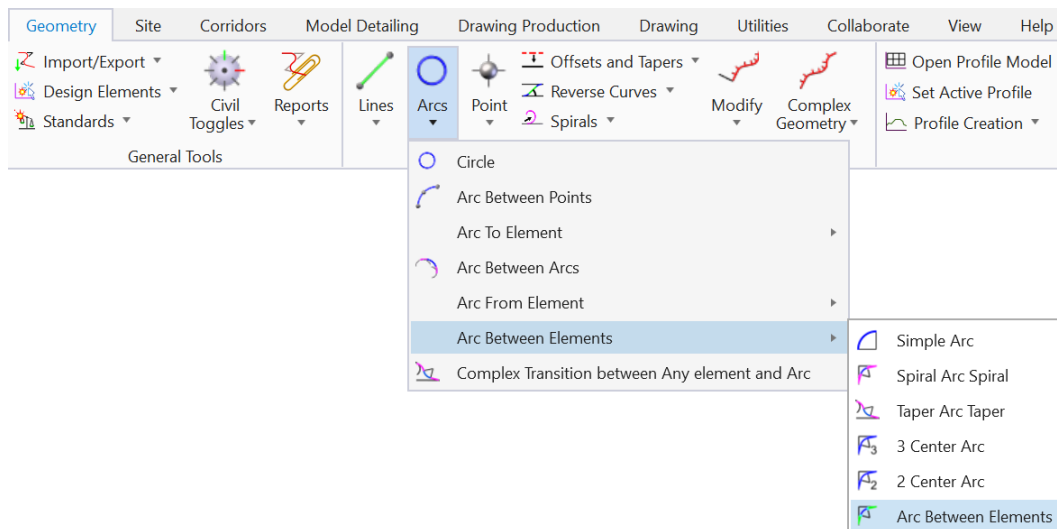 Geometry Site Corridors Model Detailing Drawing Production Drawing Utilities Collaborate View Help
Import/Export
Design Elements
Standards
Civil
Toggles
Reports
General Tools
Lines
Arcs
Point
Offsets and Tapers
Reverse Curves
Spirals
Modify
Complex
Geometry
Open Profile Model
Set Active Profile
Profile Creation
Circle
Arc Between Points
Arc To Element
Arc Between Arcs
Arc From Element
Arc Between Elements
Complex Transition between Any element and Arc
Simple Arc
Spiral Arc Spiral
Taper Arc Taper
3 Center Arc
2 Center Arc
Arc Between Elements